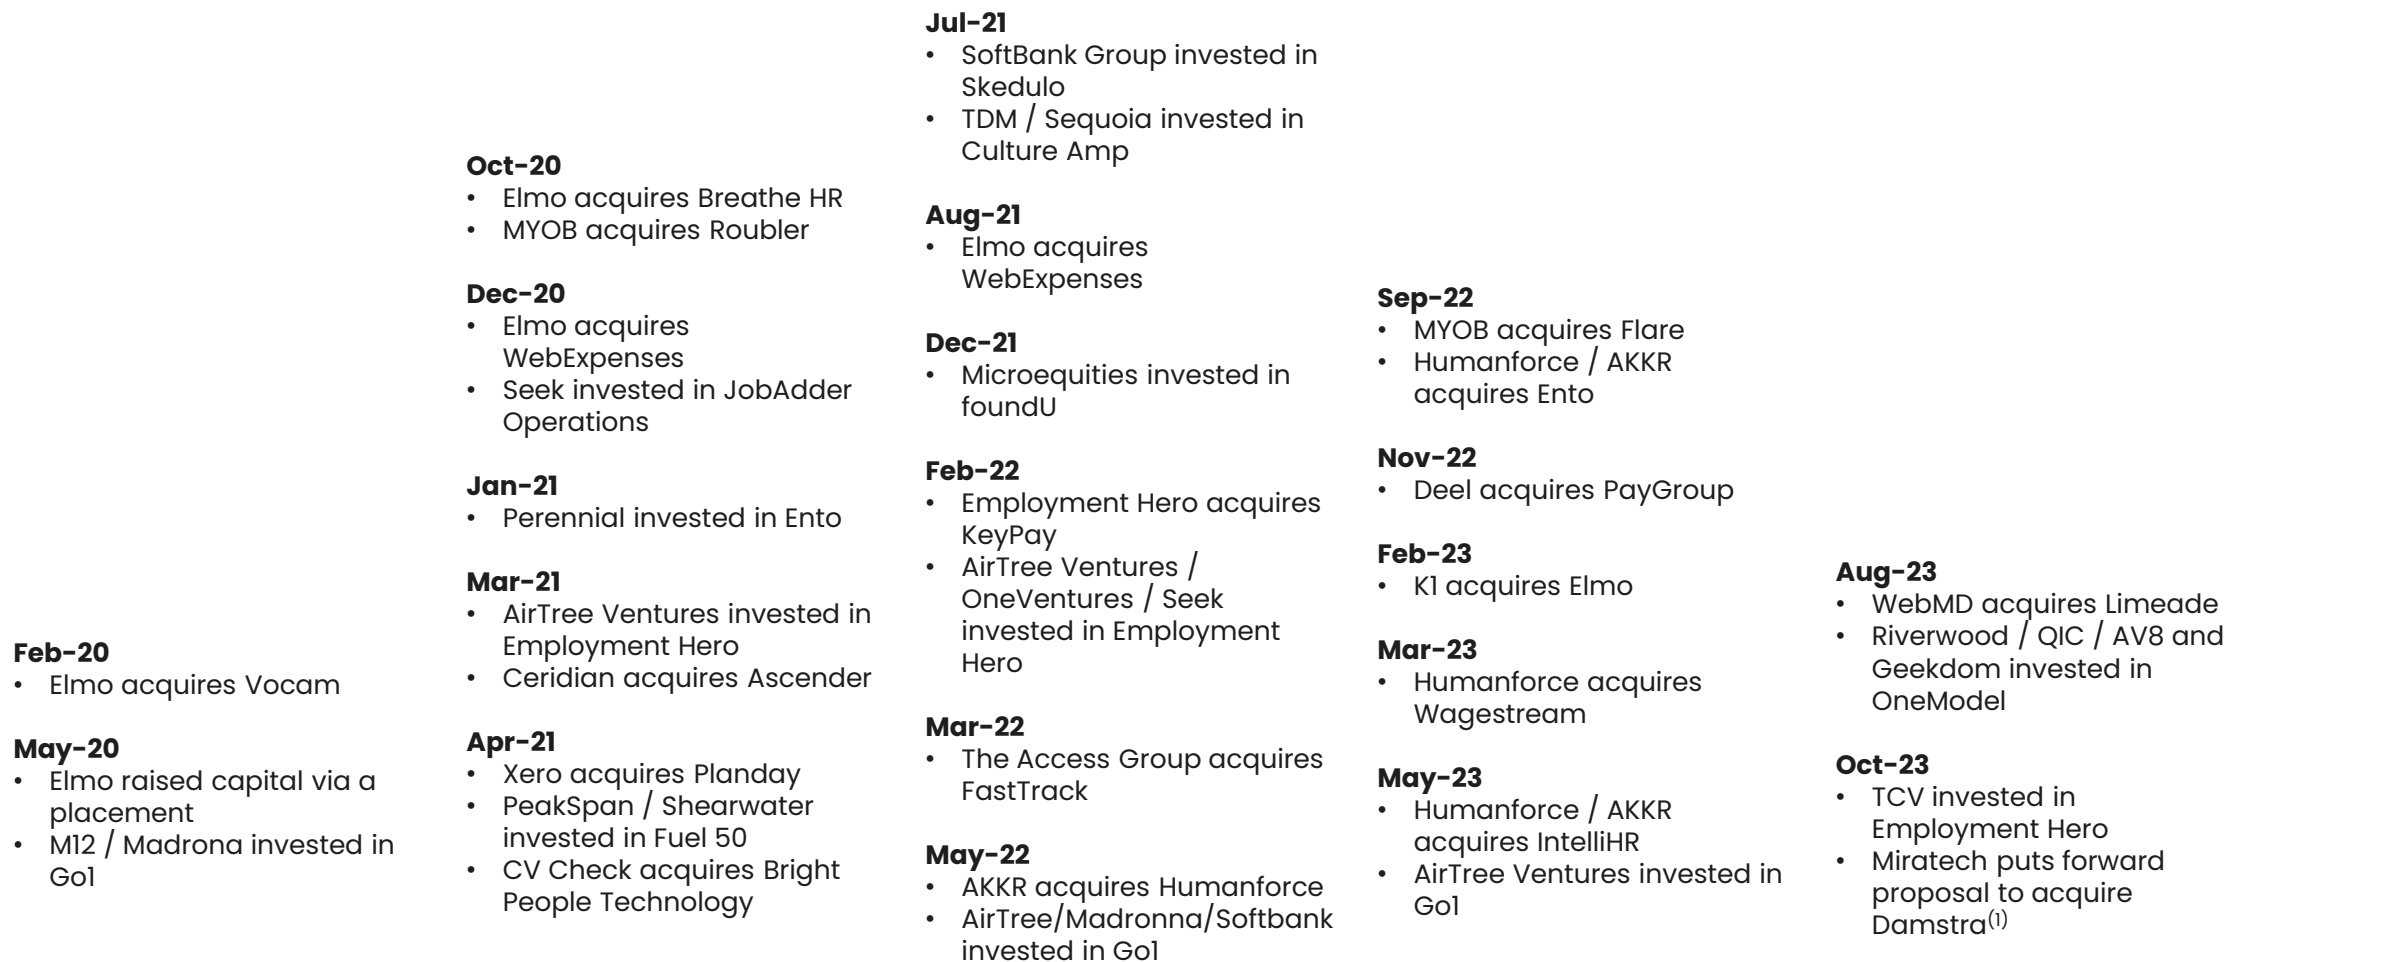 Feb-20
• Elmo acquires Vocam
May-20
• Elmo raised capital via a
placement
• M12 / Madrona invested in
Go1
Oct-20
• Elmo acquires Breathe HR
• MYOB acquires Roubler
Dec-20
• Elmo acquires
WebExpenses
• Seek invested in JobAdder
Operations
Jan-21
• Perennial invested in Ento
Mar-21
• AirTree Ventures invested in
Employment Hero
• Ceridian acquires Ascender
Apr-21
• Xero acquires Planday
• PeakSpan / Shearwater
invested in Fuel 50
• CV Check acquires Bright
People Technology
Jul-21
• SoftBank Group invested in
Skedulo
• TDM / Sequoia invested in
Culture Amp
Aug-21
• Elmo acquires
WebExpenses
Dec-21
• Microequities invested in
foundU
Feb-22
• Employment Hero acquires
KeyPay
• AirTree Ventures /
OneVentures / Seek
invested in Employment
Hero
Mar-22
• The Access Group acquires
FastTrack
May-22
• AKKR acquires Humanforce
• AirTree/Madronna/Softbank
invested in Go1
Sep-22
• MYOB acquires Flare
• Humanforce / AKKR
acquires Ento
Nov-22
• Deel acquires PayGroup
Feb-23
• K1 acquires Elmo
Mar-23
• Humanforce acquires
Wagestream
May-23
• Humanforce / AKKR
acquires IntelliHR
• AirTree Ventures invested in
Go1
Aug-23
• WebMD acquires Limeade
• Riverwood / QIC / AV8 and
Geekdom invested in
OneModel
Oct-23
• TCV invested in
Employment Hero
• Miratech puts forward
proposal to acquire
Damstra(1)